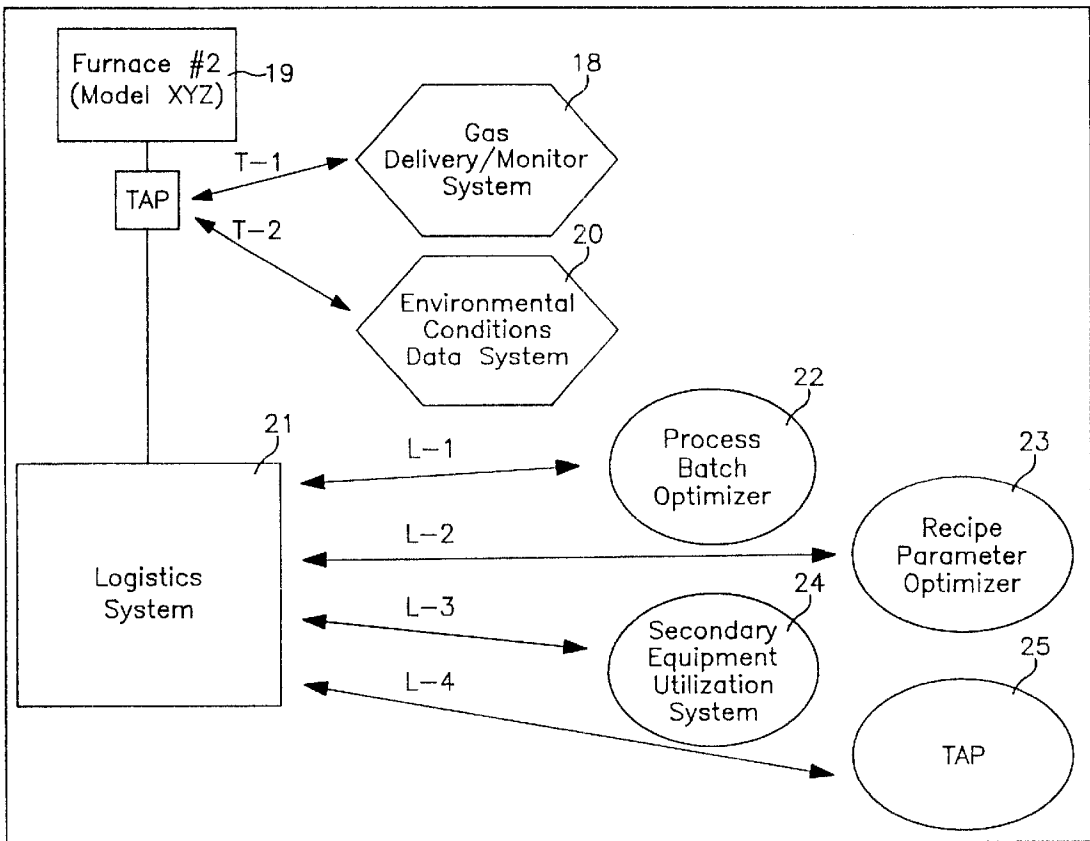 Furnace #2
(Model XYZ)
19
18
Gas
Delivery/Monitor
System
T-1
TAP
T-2
20
Environmental
Conditions
Data System
21
Logistics
System
L-1
22
Process
Batch
Optimizer
23
L-2
Recipe
Parameter
Optimizer
L-3
24
Secondary
Equipment
Utilization
System
L-4
25
TAP